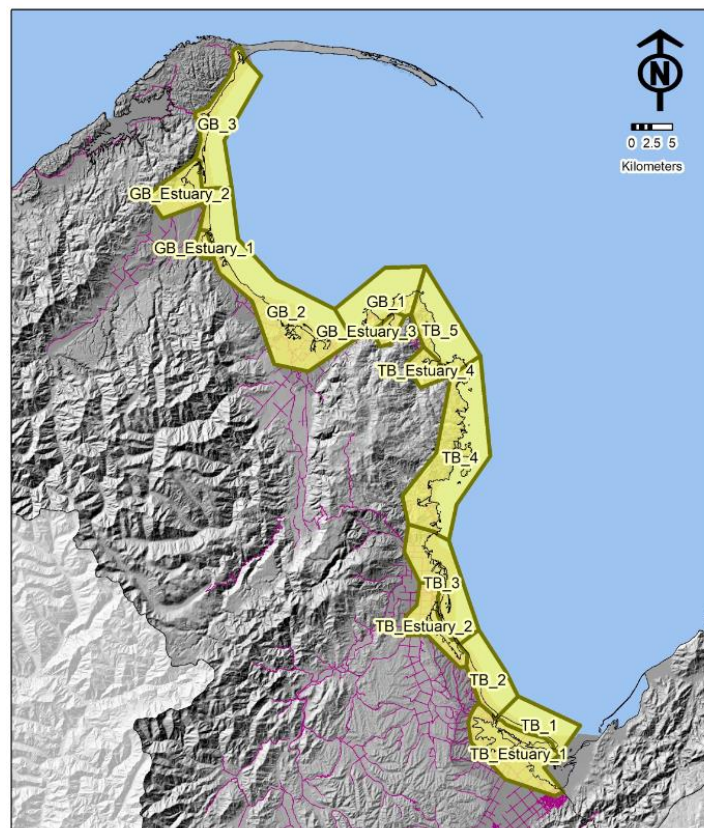 N
0 2.5 5
Kilometers
GB_3
GB_Estuary_2
GB_Estuary_1
GB_2
GB_1
GB_Estuary_3
TB_5
TB_Estuary_4
TB_4
TB_3
TB_Estuary_2
TB_2
TB_1
TB_Estuary_1